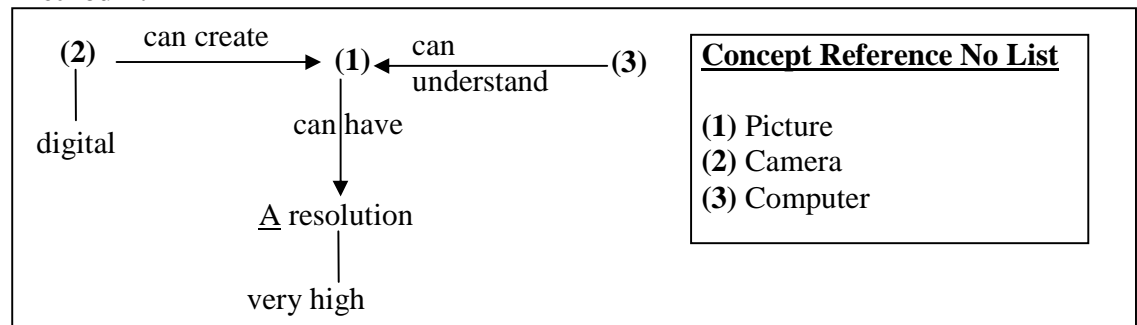 can create
(2)
(1)
can
understand
(3)
digital
can have
A resolution
very high
Concept Reference No List
(1) Picture
(2) Camera
(3) Computer